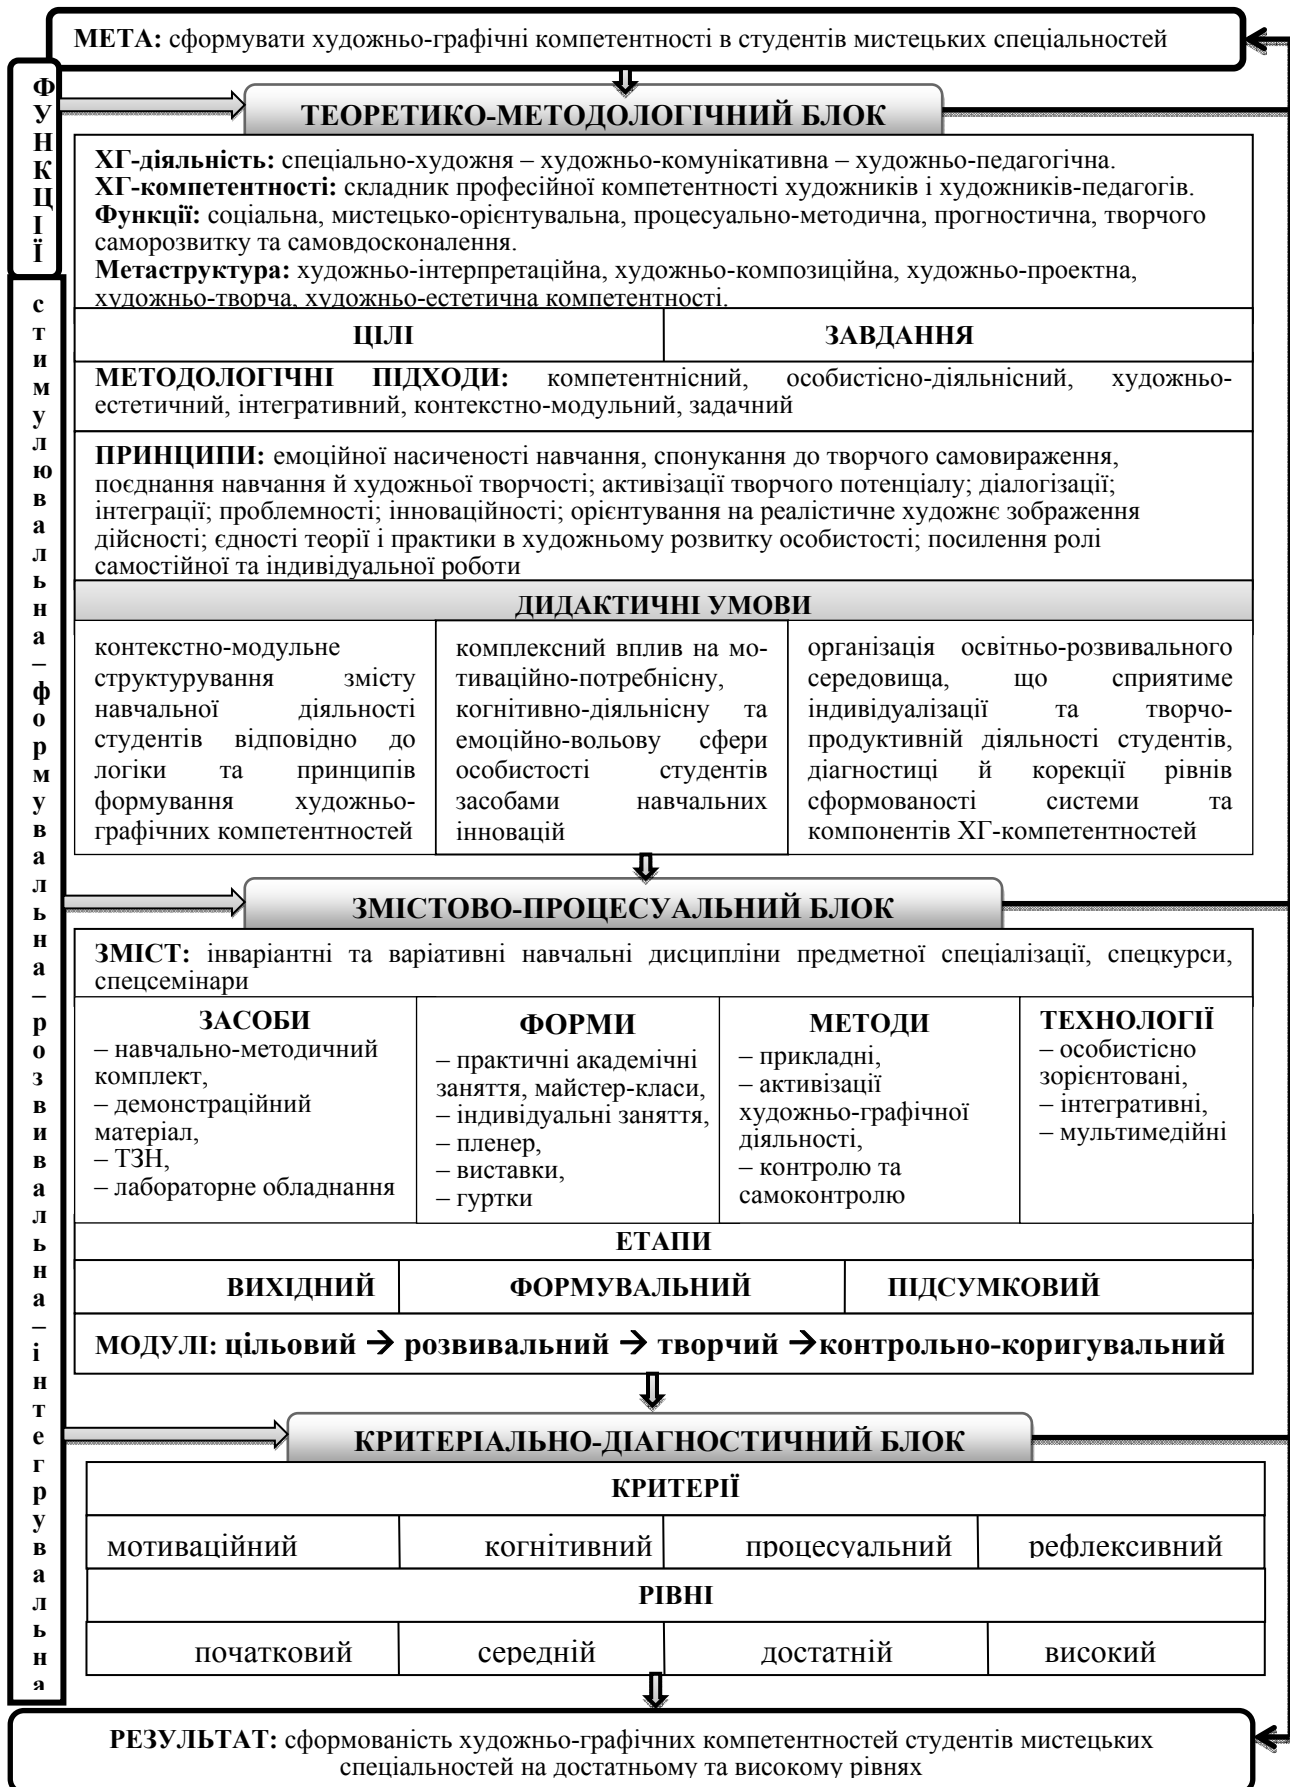 МЕТА: сформувати художньо-графічні компетентності в студентів мистецьких спеціальностей
ФУНКЦІЇ
стимулювальна – формувальна – розвивальна – інтегрувальна
ТЕОРЕТИКО-МЕТОДОЛОГІЧНИЙ БЛОК
ХГ-діяльність: спеціально-художня – художньо-комунікативна – художньо-педагогічна.
ХГ-компетентності: складник професійної компетентності художників і художників-педагогів.
Функції: соціальна, мистецько-орієнтувальна, процесуально-методична, прогностична, творчого
саморозвитку та самовдосконалення.
Метаструктура: художньо-інтерпретаційна, художньо-композиційна, художньо-проектна,
художньо-творча, художньо-естетична компетентності.
ЦІЛІ
ЗАВДАННЯ
МЕТОДОЛОГІЧНІ ПІДХОДИ: компетентнісний, особистісно-діяльнісний, художньо-
естетичний, інтегративний, контекстно-модульний, задачний
ПРИНЦИПИ: емоційної насиченості навчання, спонукання до творчого самовираження,
поєднання навчання й художньої творчості; активізації творчого потенціалу; діалогізації;
інтеграції; проблемності; інноваційності; орієнтування на реалістичне художнє зображення
дійсності; єдності теорії і практики в художньому розвитку особистості; посилення ролі
самостійної та індивідуальної роботи
ДИДАКТИЧНІ УМОВИ
контекстно-модульне
структурування змісту
навчальної діяльності
студентів відповідно до
логіки та принципів
формування художньо-
графічних компетентностей
комплексний вплив на мо-
тиваційно-потребнісну,
когнітивно-діяльнісну та
емоційно-вольову сфери
особистості студентів
засобами навчальних
інновацій
організація освітньо-розвивального
середовища, що сприятиме
індивідуалізації та творчо-
продуктивній діяльності студентів,
діагностиці й корекції рівнів
сформованості системи та
компонентів ХГ-компетентностей
ЗМІСТОВО-ПРОЦЕСУАЛЬНИЙ БЛОК
ЗМІСТ: інваріантні та варіативні навчальні дисципліни предметної спеціалізації, спецкурси,
спецсемінари
ЗАСОБИ
– навчально-методичний
комплект,
– демонстраційний
матеріал,
– ТЗН,
– лабораторне обладнання
ФОРМИ
– практичні академічні
заняття, майстер-класи,
– індивідуальні заняття,
– пленер,
– виставки,
– гуртки
МЕТОДИ
– прикладні,
– активізації
художньо-графічної
діяльності,
– контролю та
самоконтролю
ТЕХНОЛОГІЇ
– особистісно
зорієнтовані,
– інтегративні,
– мультимедійні
ЕТАПИ
ВИХІДНИЙ
ФОРМУВАЛЬНИЙ
ПІДСУМКОВИЙ
МОДУЛІ: цільовий → розвивальний → творчий →контрольно-коригувальний
КРИТЕРІАЛЬНО-ДІАГНОСТИЧНИЙ БЛОК
КРИТЕРІЇ
мотиваційний
когнітивний
процесуальний
рефлексивний
РІВНІ
початковий
середній
достатній
високий
РЕЗУЛЬТАТ: сформованість художньо-графічних компетентностей студентів мистецьких
спеціальностей на достатньому та високому рівнях